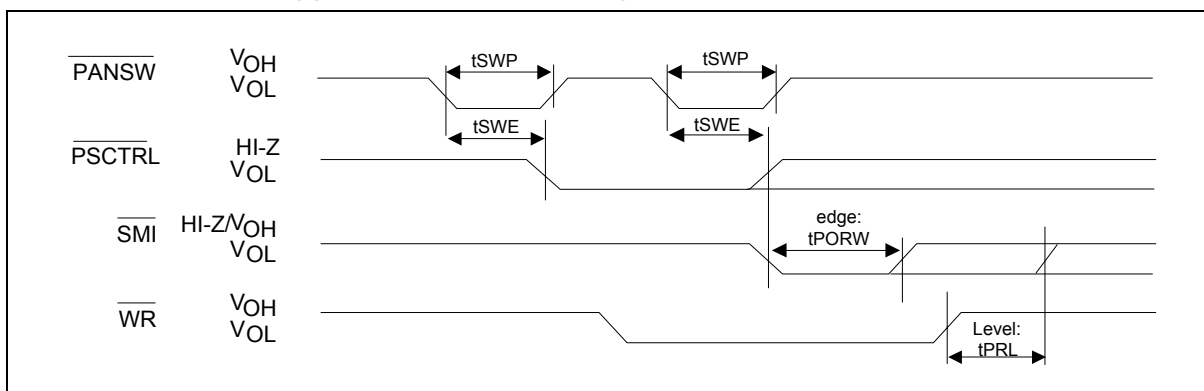 PANSW VOH
VOL
tSWP tSWP
tSWE tSWE
PSCTRL HI-Z
VOL
SMI HI-Z/VOH
VOL
edge:
tPORW
WR VOH
VOL
Level:
tPRL